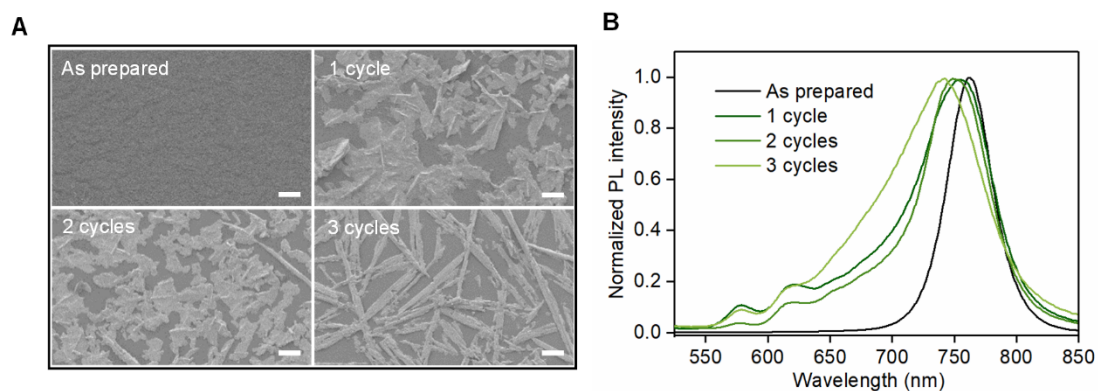 A
As prepared
1 cycle
2 cycles
3 cycles
B
Normalized PL intensity
1.0
0.8
0.6
0.4
0.2
0.0
As prepared
1 cycle
2 cycles
3 cycles
550 600 650 700 750 800 850
Wavelength (nm)